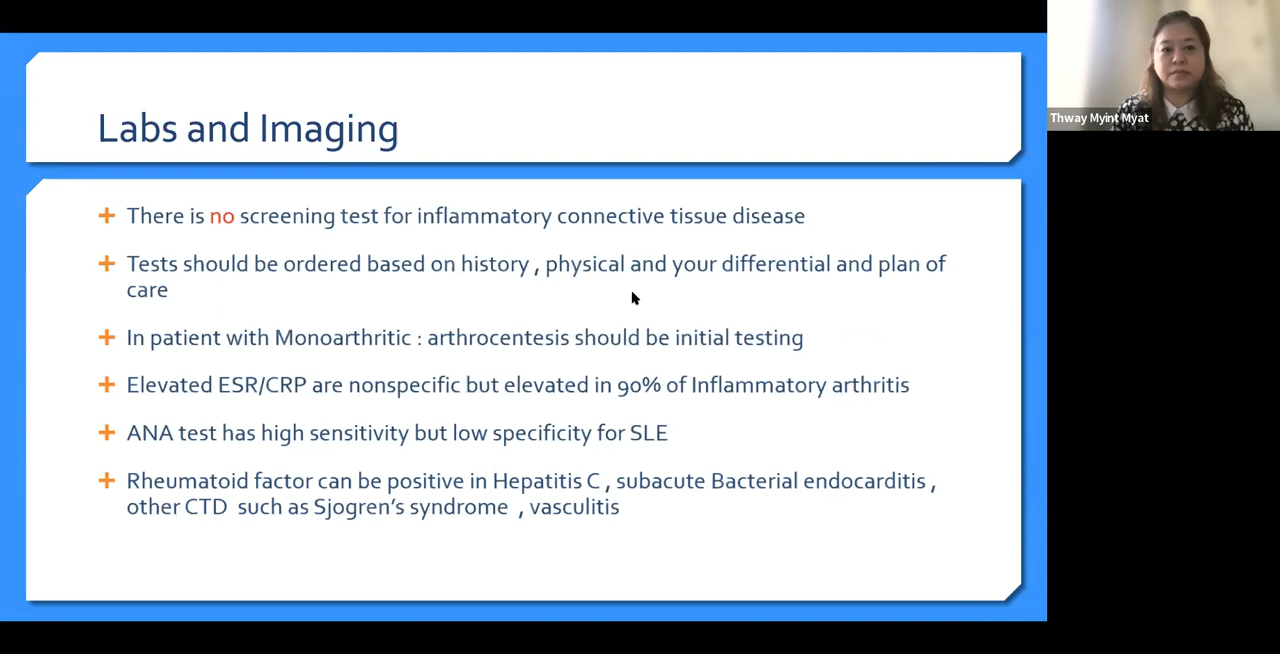 Labs and Imaging
Thway Myint Myat
There is no screening test for inflammatory connective tissue disease
Tests should be ordered based on history , physical and your differential and plan of
care
In patient with Monoarthritic : arthrocentesis should be initial testing
Elevated ESR/CRP are nonspecific but elevated in 90% of Inflammatory arthritis
ANA test has high sensitivity but low specificity for SLE
Rheumatoid factor can be positive in Hepatitis C , subacute Bacterial endocarditis ,
other CTD  such as Sjogren's syndrome  , vasculitis